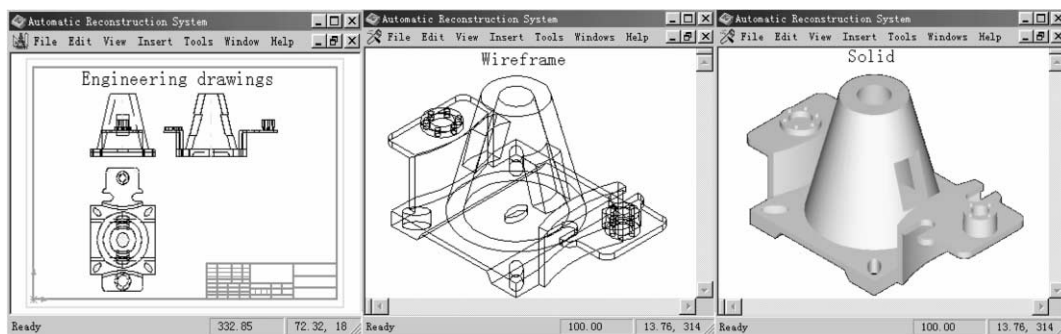 Automatic Reconstruction System
File Edit View Insert Tools Window Help
Engineering drawings
Ready 332.85 72.32, 18
Automatic Reconstruction System
File Edit View Insert Tools Windows Help
Wireframe
Ready 100.00 13.76, 314
Automatic Reconstruction System
File Edit View Insert Tools Windows Help
Solid
Ready 100.00 13.76, 314